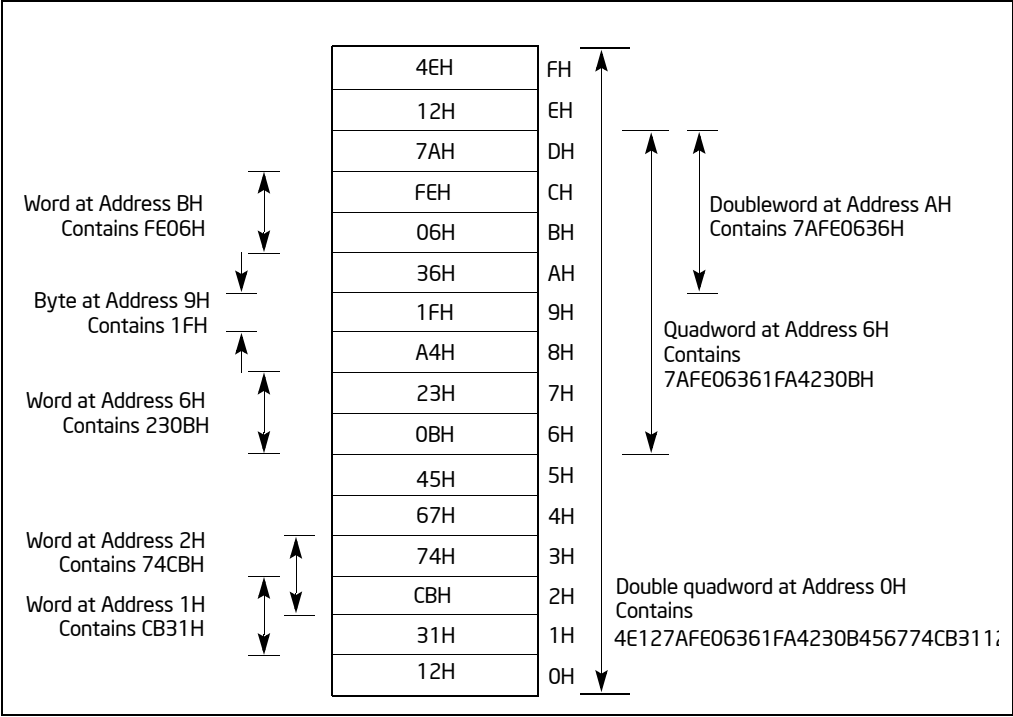 4EH FH
12H EH
7AH DH
FEH CH
06H BH
36H AH
1FH 9H
A4H 8H
23H 7H
0BH 6H
45H 5H
67H 4H
74H 3H
CBH 2H
31H 1H
12H 0H
Word at Address BH
Contains FE06H
Byte at Address 9H
Contains 1FH
Word at Address 6H
Contains 230BH
Word at Address 2H
Contains 74CBH
Word at Address 1H
Contains CB31H
Doubleword at Address AH
Contains 7AFE0636H
Quadword at Address 6H
Contains
7AFE06361FA4230BH
Double quadword at Address 0H
Contains
4E127AFE06361FA4230B456774CB3112